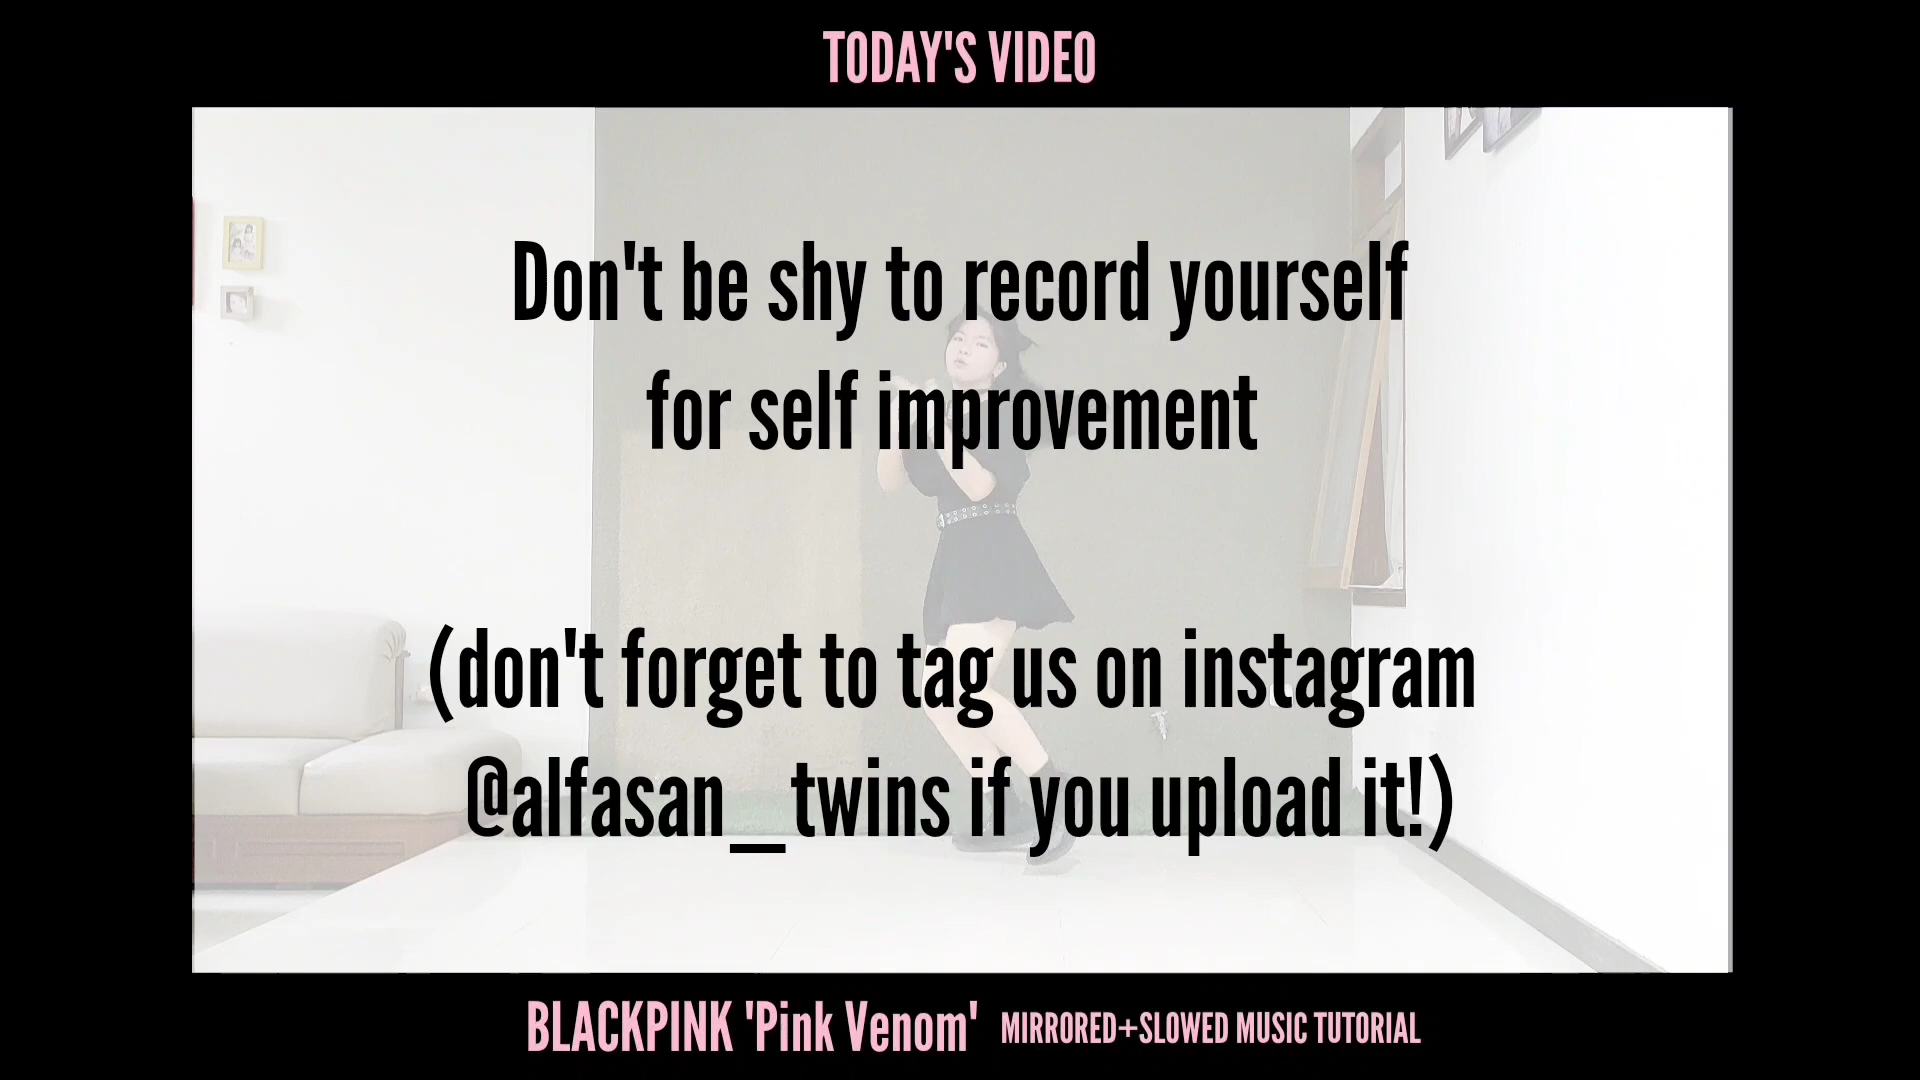 TODAY'S VIDEO
Don't be shy to record yourself
for self improvement
(don't forget to tag us on instagram
@alfasan_twins if you upload it!)
BLACKPINK 'Pink Venom' MIRRORED+SLOWED MUSIC TUTORIAL